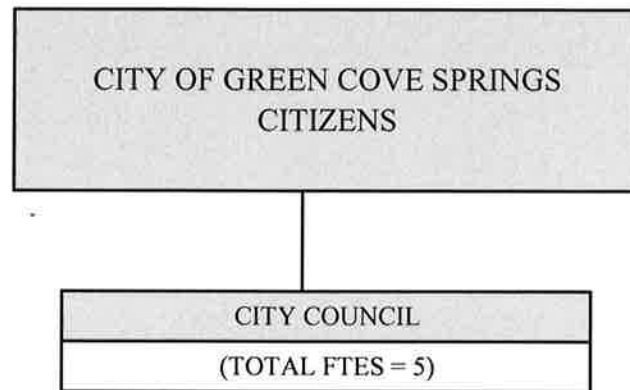 CITY OF GREEN COVE SPRINGS
CITIZENS
CITY COUNCIL
(TOTAL FTES = 5)